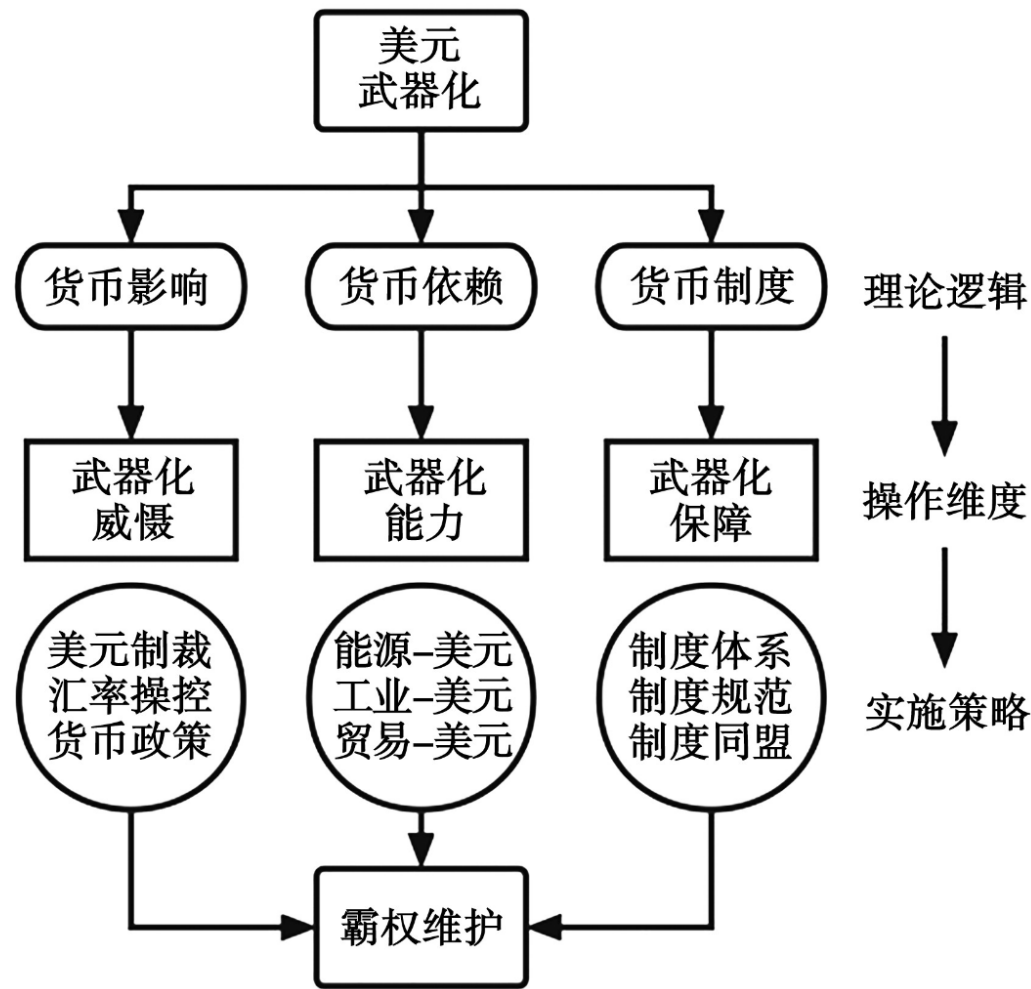 美元
武器化
货币影响
货币依赖
货币制度
理论逻辑
武器化
威慑
武器化
能力
武器化
保障
操作维度
美元制裁
汇率操控
货币政策
能源–美元
工业–美元
贸易–美元
制度体系
制度规范
制度同盟
实施策略
霸权维护